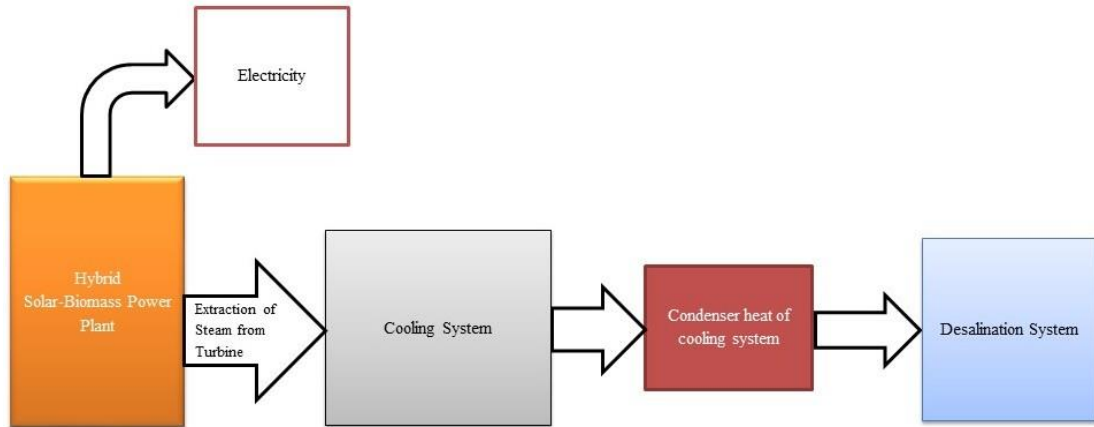 Electricity
Hybrid
Solar-Biomass Power
Plant
Extraction of
Steam from
Turbine
Cooling System
Condenser heat of
cooling system
Desalination System